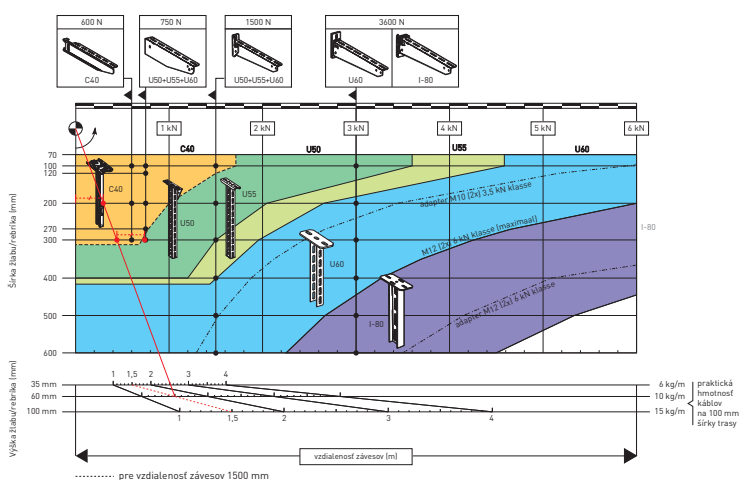 600 N
750 N
1500 N
3600 N
C40
U50+U55+U60
U50+U55+U60
U60
I-80
1 kN
2 kN
3 kN
4 kN
5 kN
6 kN
C40
U50
U55
U60
70
100
120
200
270
300
400
500
600
Šírka žlabu/rebríka (mm)
C40
U50
U55
U60
I-80
I-80
adapter M10 (2x) 3,5 kN klasse
M12 (2x) 6 kN klasse (maximaal)
adapter M12 (2x) 6 kN klasse
1
1,5
2
3
4
35 mm
60 mm
100 mm
Výška žlabu/rebríka (mm)
6 kg/m
10 kg/m
15 kg/m
praktická
hmotnosť
káblov
na 100 mm
šírky trasy
1
1,5
2
3
4
vzdialenosť závesov (m)
pre vzdialenosť závesov 1500 mm